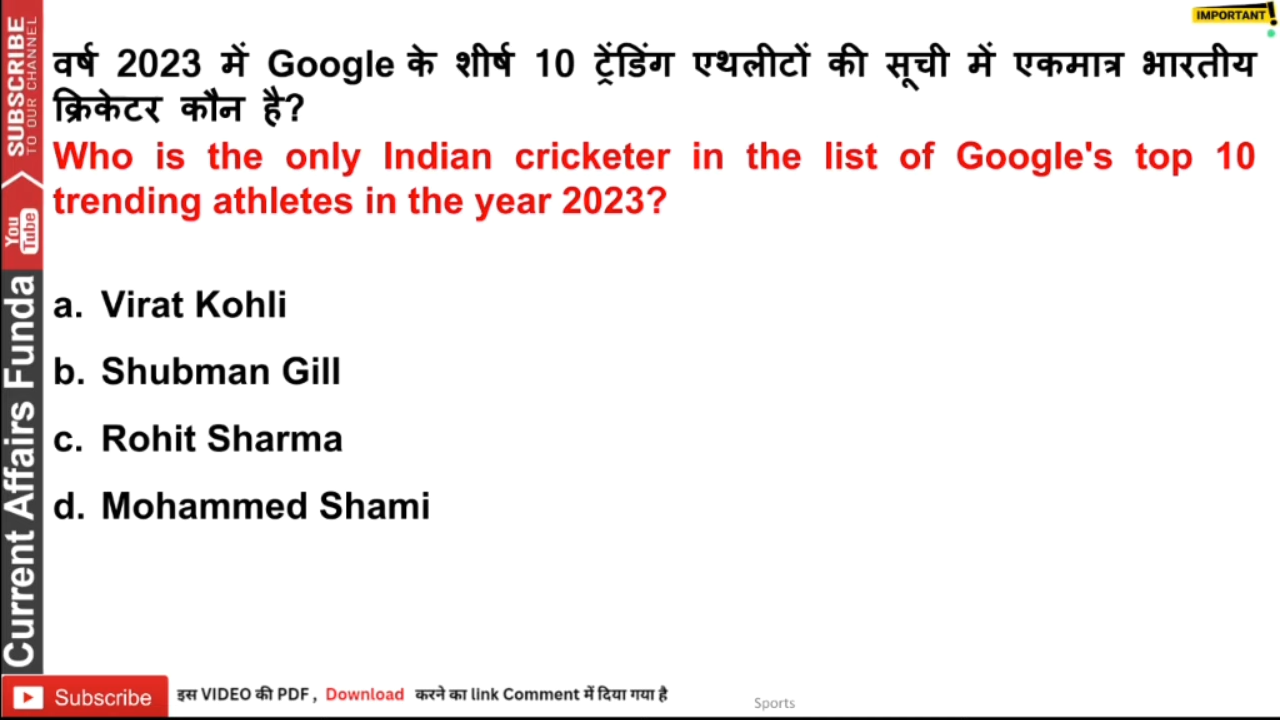 IMPORTANT!
वर्ष 2023 में Google के शीर्ष 10 ट्रेंडिंग एथलीटों की सूची में एकमात्र भारतीय
क्रिकेटर कौन है?
Who is the only Indian cricketer in the list of Google's top 10
trending athletes in the year 2023?
a. Virat Kohli
b. Shubman Gill
c. Rohit Sharma
d. Mohammed Shami
SUBSCRIBE
TO OUR CHANNEL
You
Tube
Current Affairs Funda
Subscribe
इस VIDEO की PDF , Download करने का link Comment में दिया गया है
Sports